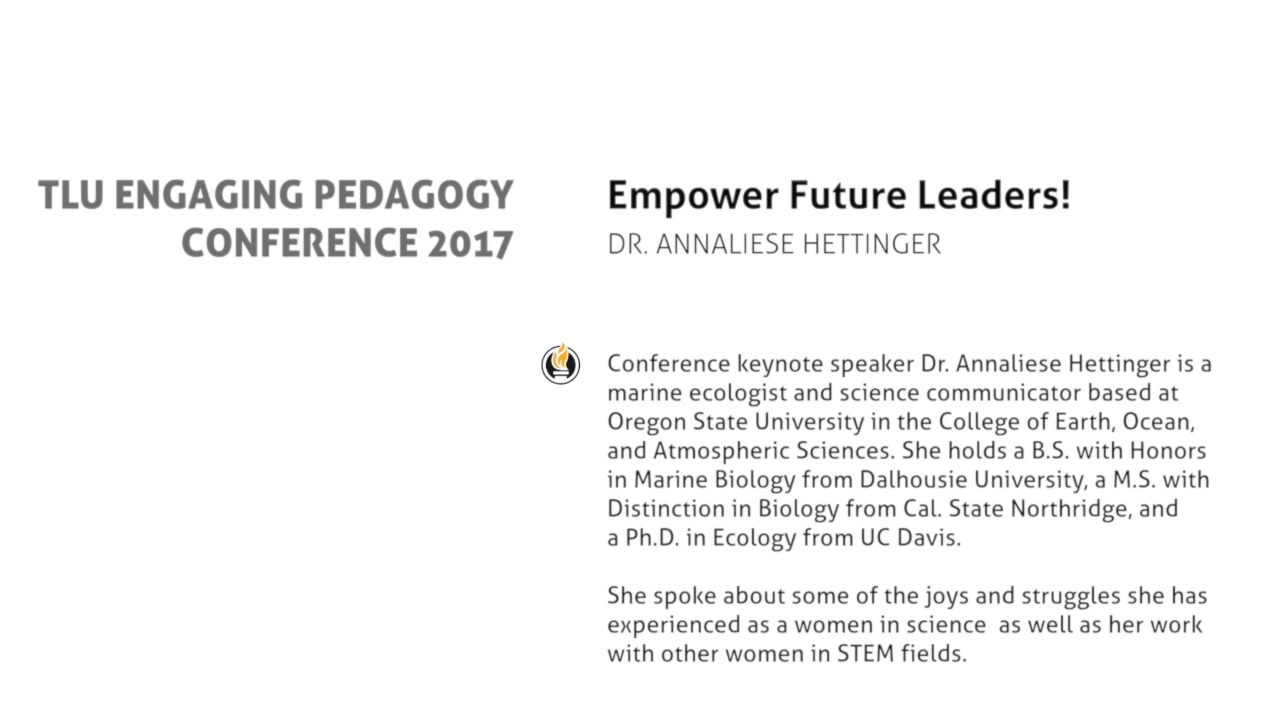 TLU ENGAGING PEDAGOGY
CONFERENCE 2017
Empower Future Leaders!
DR. ANNALIESE HETTINGER
Conference keynote speaker Dr. Annaliese Hettinger is a
marine ecologist and science communicator based at
Oregon State University in the College of Earth, Ocean,
and Atmospheric Sciences. She holds a B.S. with Honors
in Marine Biology from Dalhousie University, a M.S. with
Distinction in Biology from Cal. State Northridge, and
a Ph.D. in Ecology from UC Davis.
She spoke about some of the joys and struggles she has
experienced as a women in science  as well as her work
with other women in STEM fields.